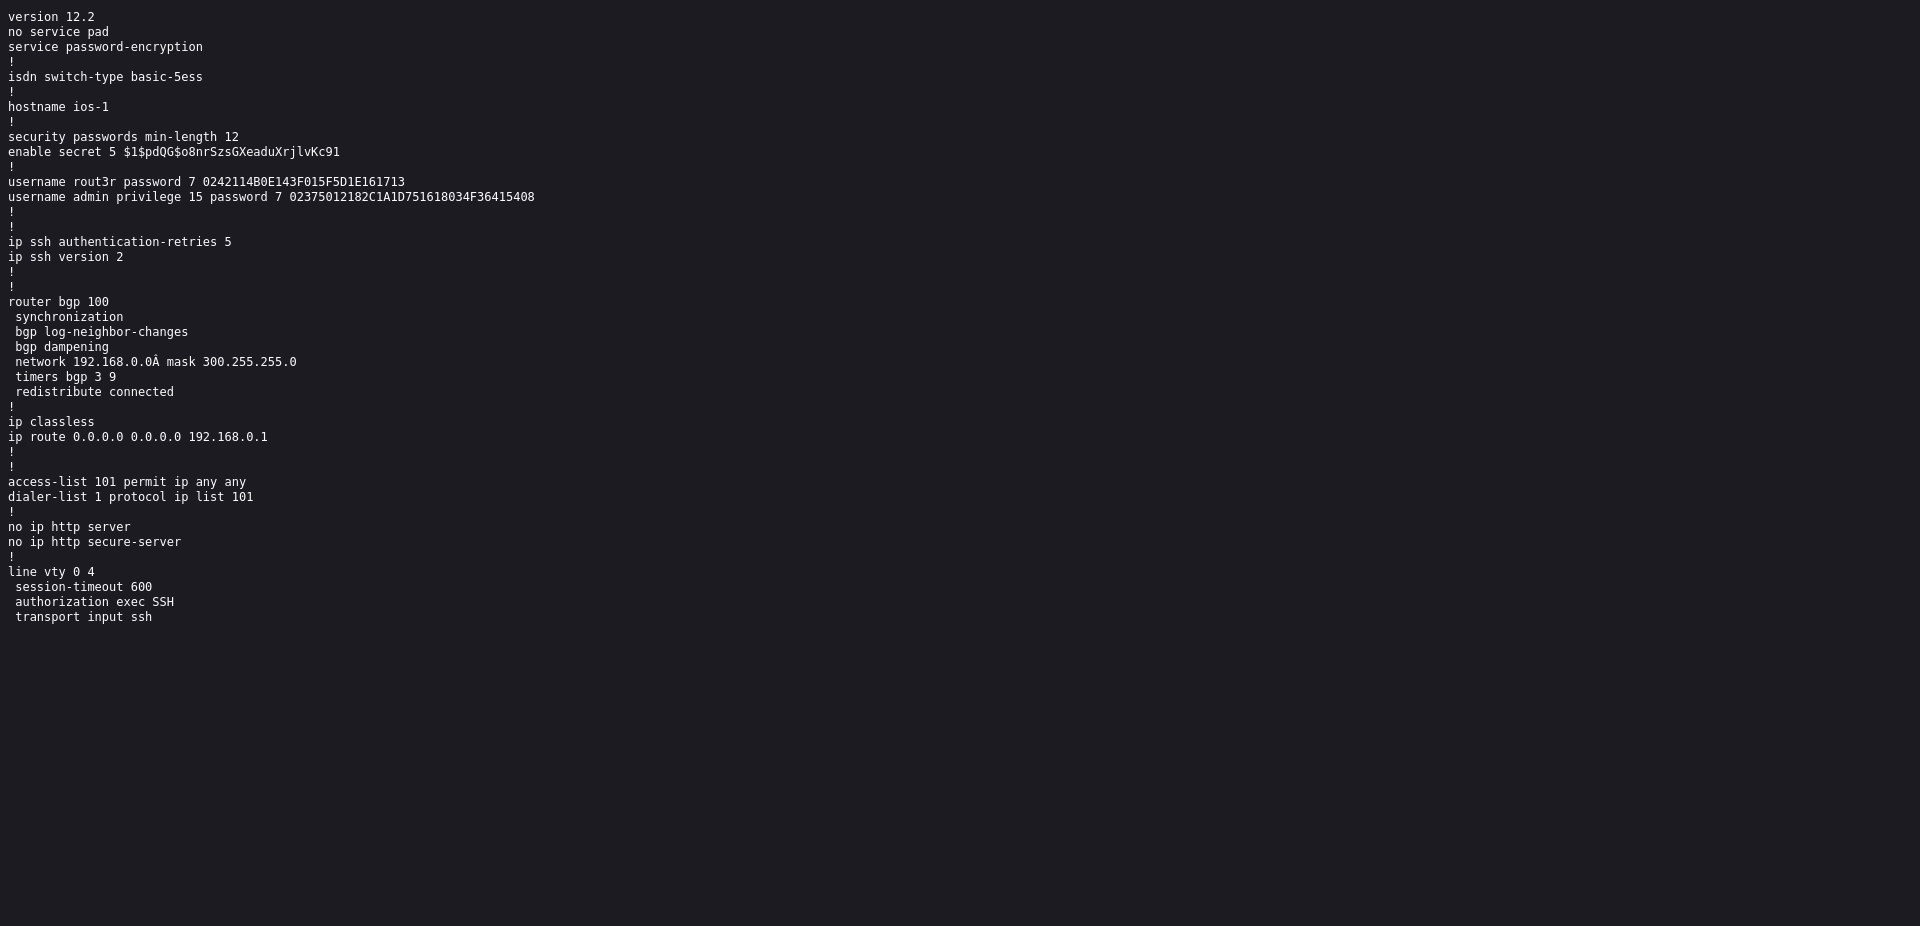 version 12.2
no service pad
service password-encryption
!
isdn switch-type basic-5ess
!
hostname ios-1
!
security passwords min-length 12
enable secret 5 $1$pdQG$o8nrSzsGXeaduXrjlvKc91
!
username rout3r password 7 0242114B0E143F015F5D1E161713
username admin privilege 15 password 7 02375012182C1A1D751618034F36415408
!
!
ip ssh authentication-retries 5
ip ssh version 2
!
!
router bgp 100
 synchronization
 bgp log-neighbor-changes
 bgp dampening
 network 192.168.0.0Â mask 300.255.255.0
 timers bgp 3 9
 redistribute connected
!
ip classless
ip route 0.0.0.0 0.0.0.0 192.168.0.1
!
!
access-list 101 permit ip any any
dialer-list 1 protocol ip list 101
!
no ip http server
no ip http secure-server
!
line vty 0 4
 session-timeout 600
 authorization exec SSH
 transport input ssh